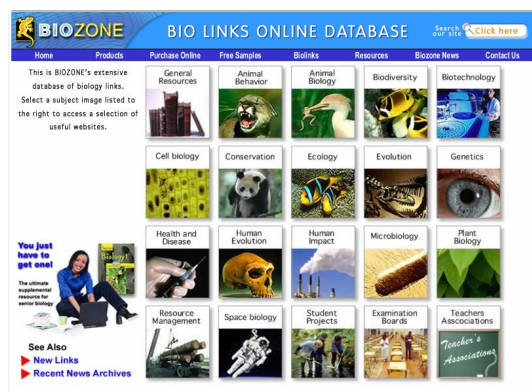 BIOZONE
BIO LINKS ONLINE DATABASE
Search
our site
Click here
Home
Products
Purchase Online
Free Samples
Biolinks
Resources
Biozone News
Contact Us
This is BIOZONE's extensive
database of biology links.
Select a subject image listed to
the right to access a selection of
useful websites.
General
Resources
Animal
Behavior
Animal
Biology
Biodiversity
Biotechnology
Cell biology
Conservation
Ecology
Evolution
Genetics
Health and
Disease
Human
Evolution
Human
Impact
Microbiology
Plant
Biology
Resource
Management
Space biology
Student
Projects
Examination
Boards
Teachers
Asscociations
Teacher's
Associations
You just
have to
get one!
The ultimate
supplemental
resource for
senior biology
Biology 1
See Also
New Links
Recent News Archives